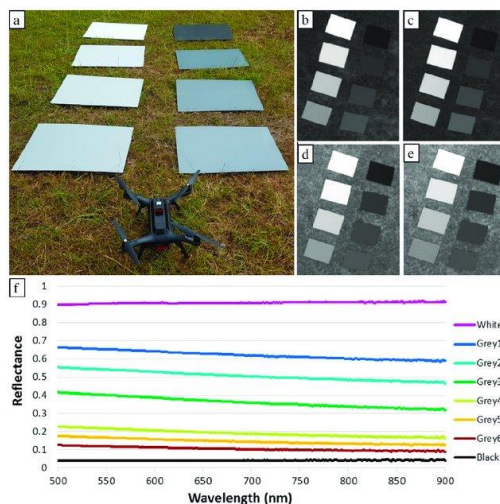 a
b
c
d
e
f
1
0.9
0.8
0.7
0.6
0.5
0.4
0.3
0.2
0.1
0
Reflectance
500
550
600
650
700
750
800
850
900
Wavelength (nm)
White
Grey1
Grey2
Grey3
Grey4
Grey5
Grey6
Black